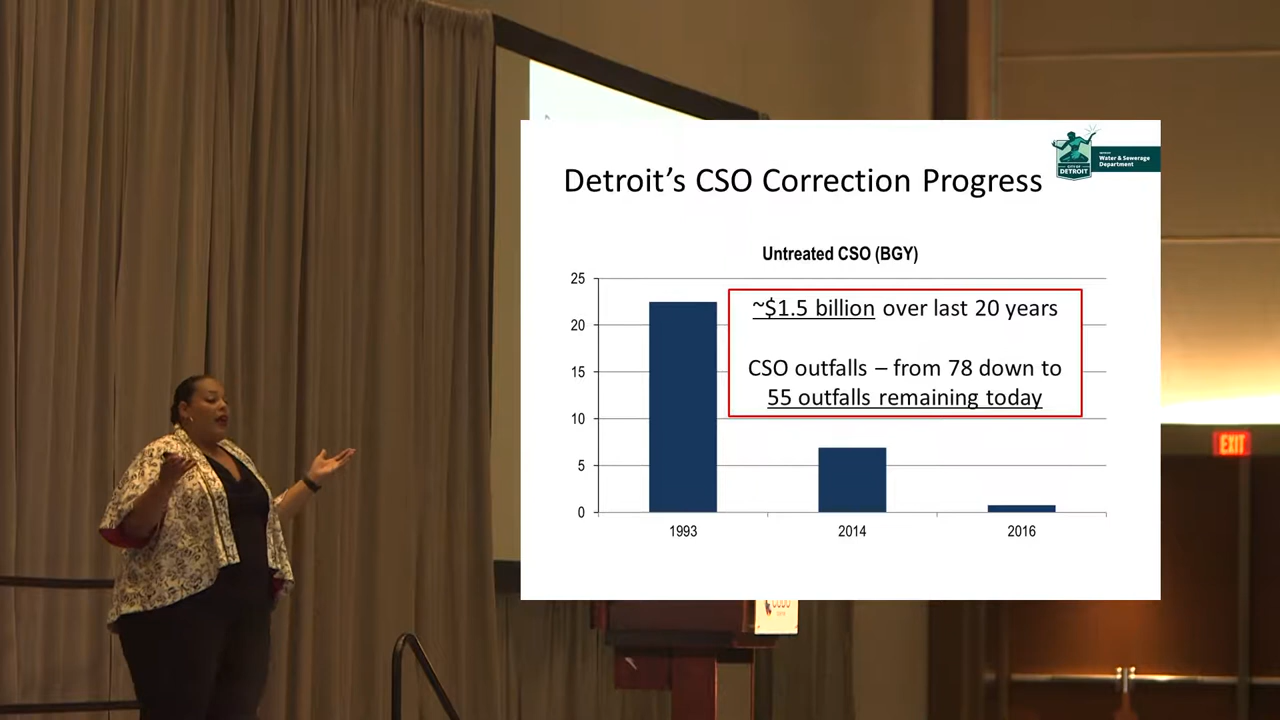 Detroit's CSO Correction Progress
CITY OF
DETROIT
Water & Sewerage
Department
Untreated CSO (BGY)
25
20
15
10
5
0
~$1.5 billion over last 20 years
CSO outfalls – from 78 down to
55 outfalls remaining today
1993
2014
2016
EXIT